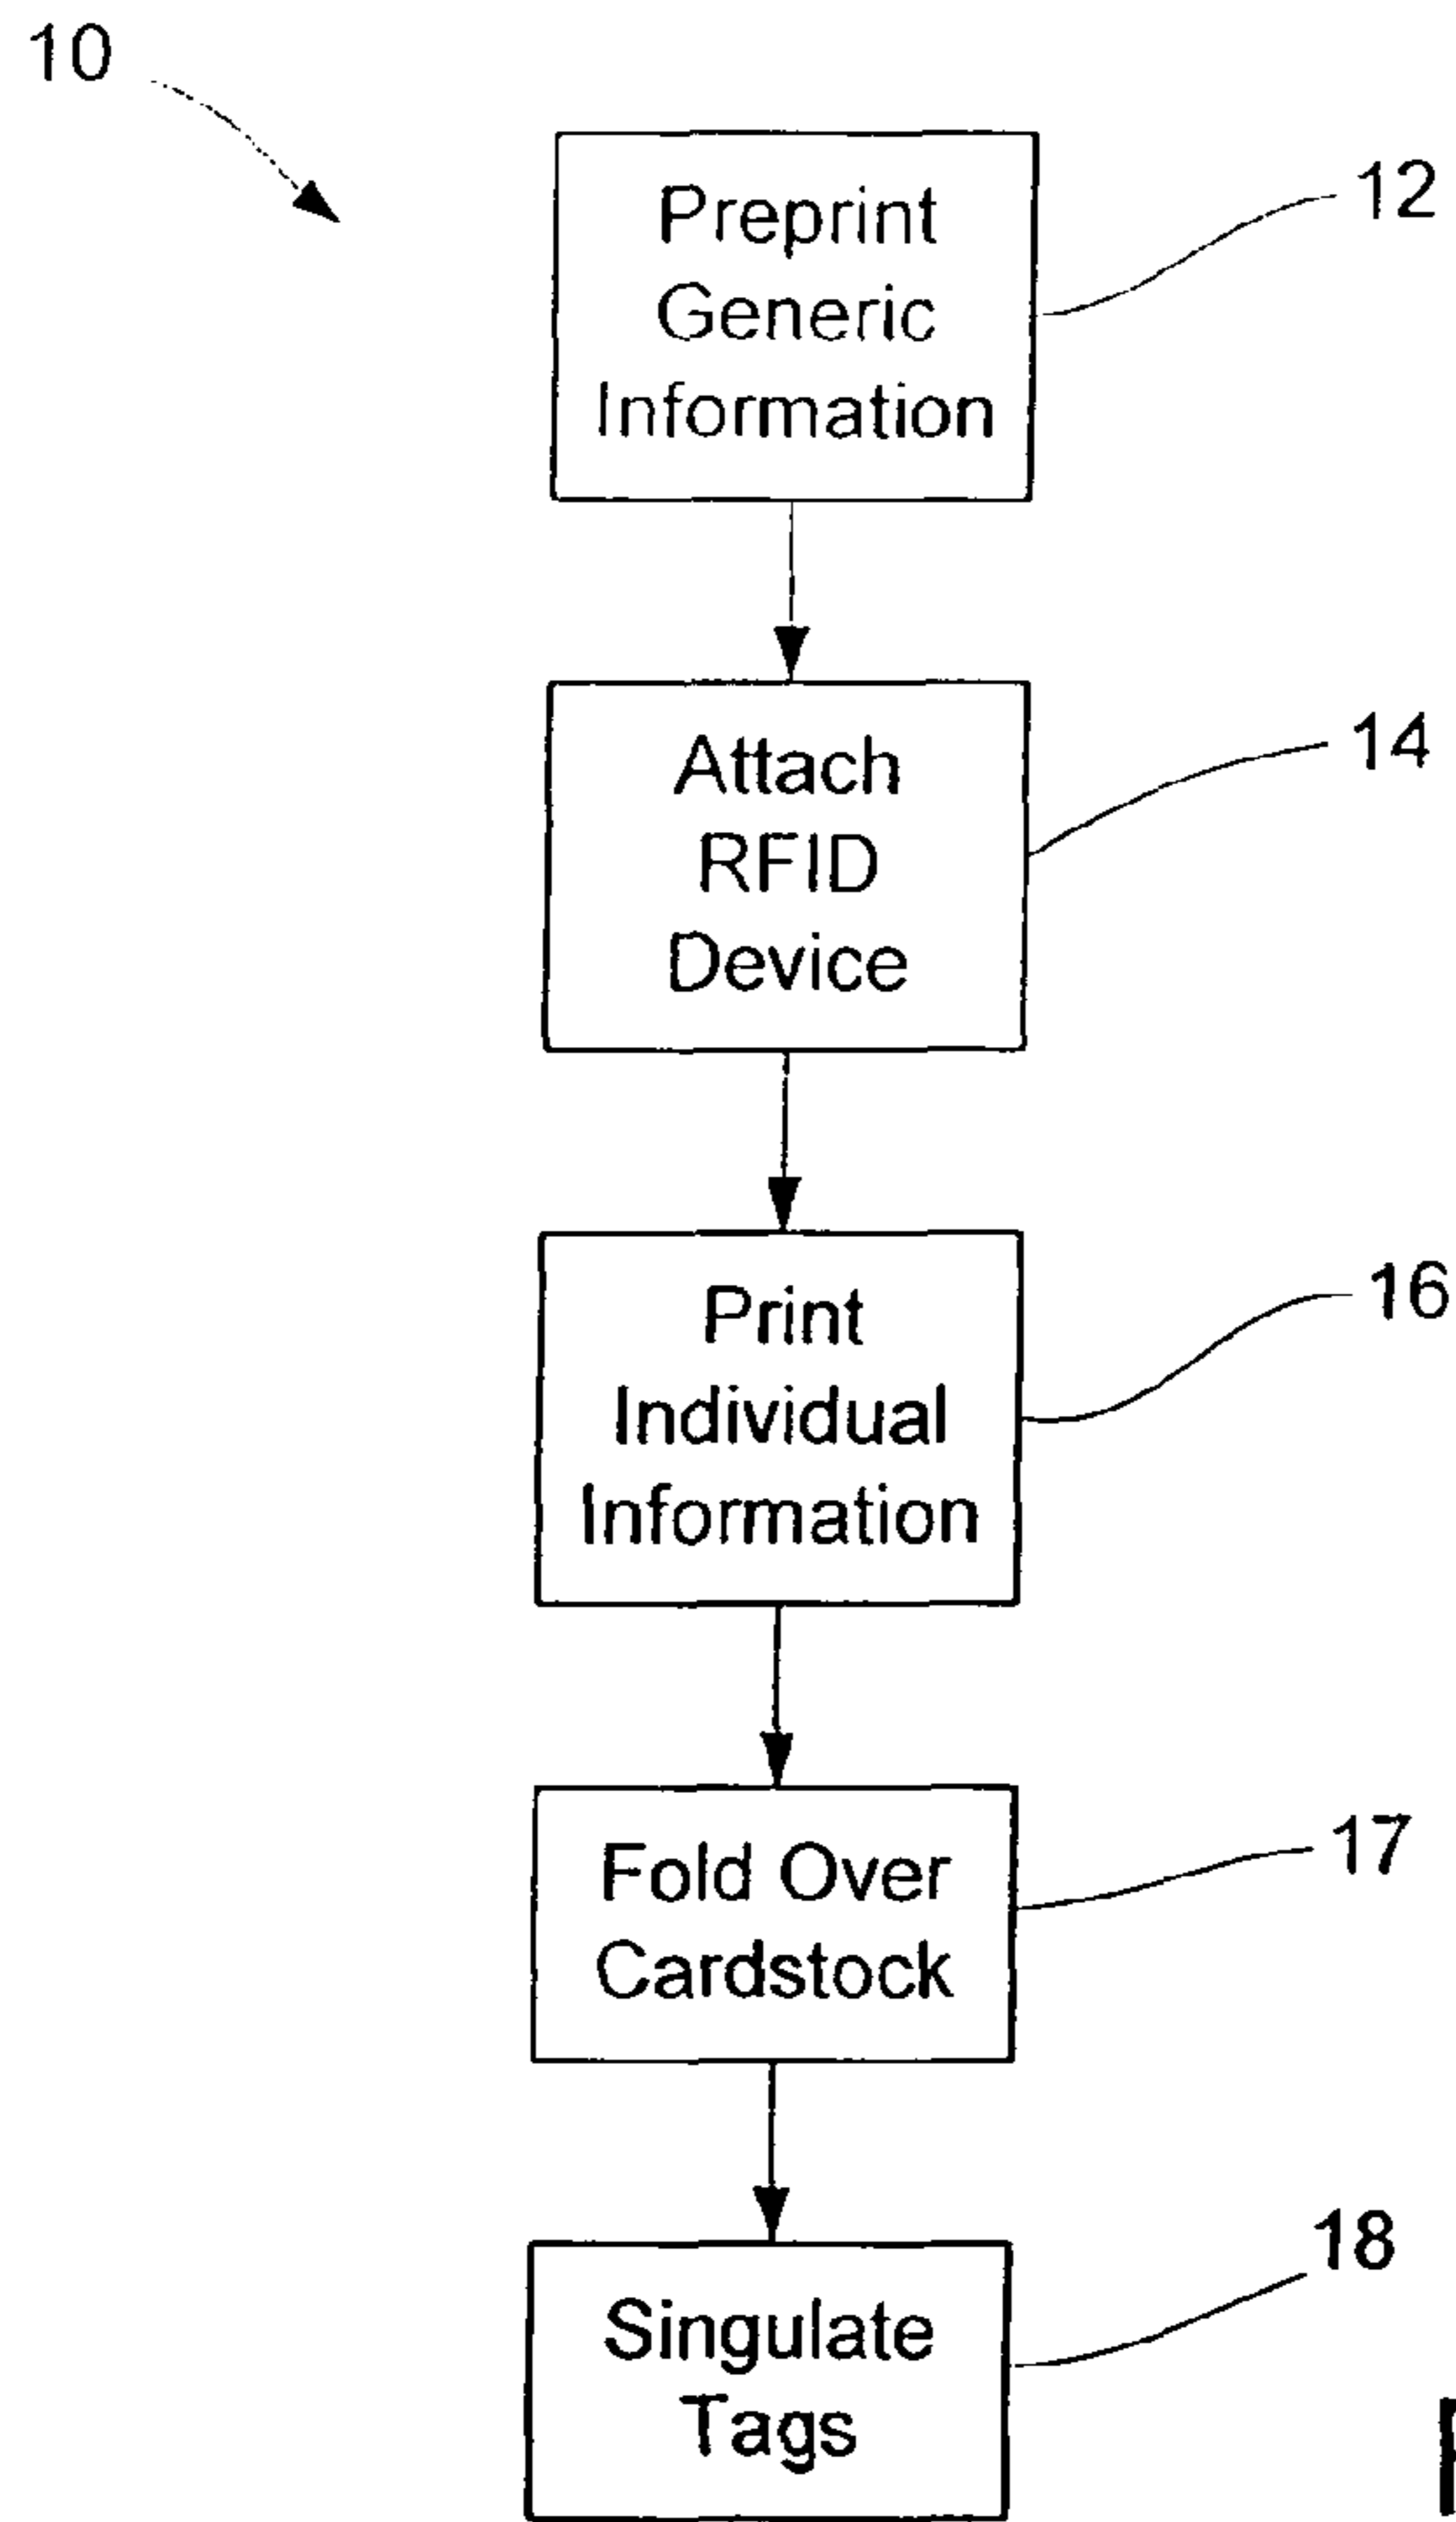 10
Preprint
Generic
Information
12
Attach
RFID
Device
14
Print
Individual
Information
16
Fold Over
Cardstock
17
Singulate
Tags
18